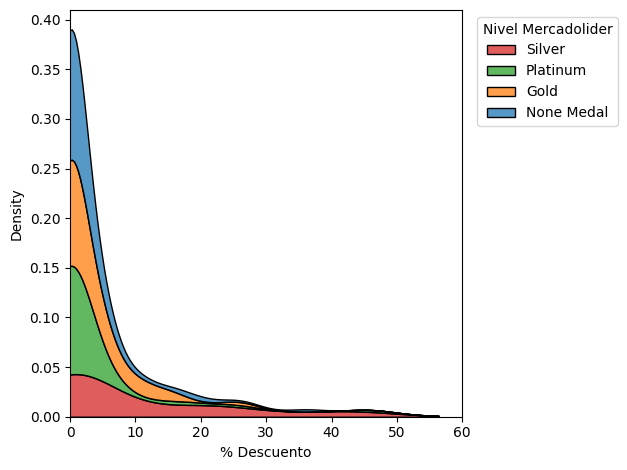 0.40
0.35
0.30
0.25
0.20
0.15
0.10
0.05
0.00
Density
0 10 20 30 40 50 60
% Descuento
Nivel Mercadolider
Silver
Platinum
Gold
None Medal